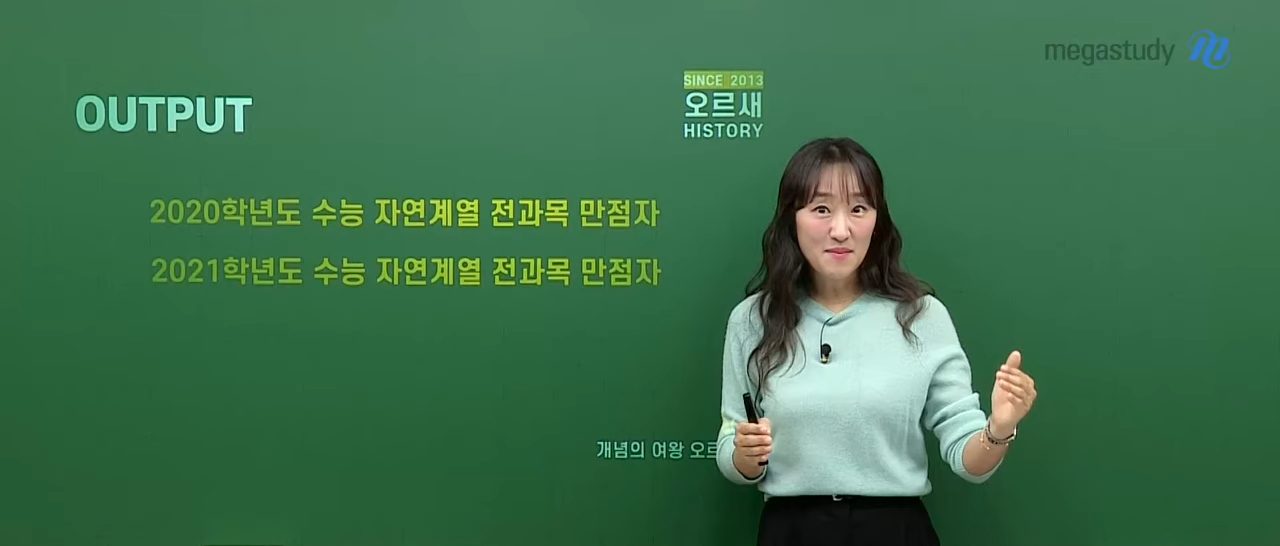 megastudy
SINCE 2013
오르새
HISTORY
OUTPUT
2020학년도 수능 자연계열 전과목 만점자
2021학년도 수능 자연계열 전과목 만점자
개념의 여왕 오르